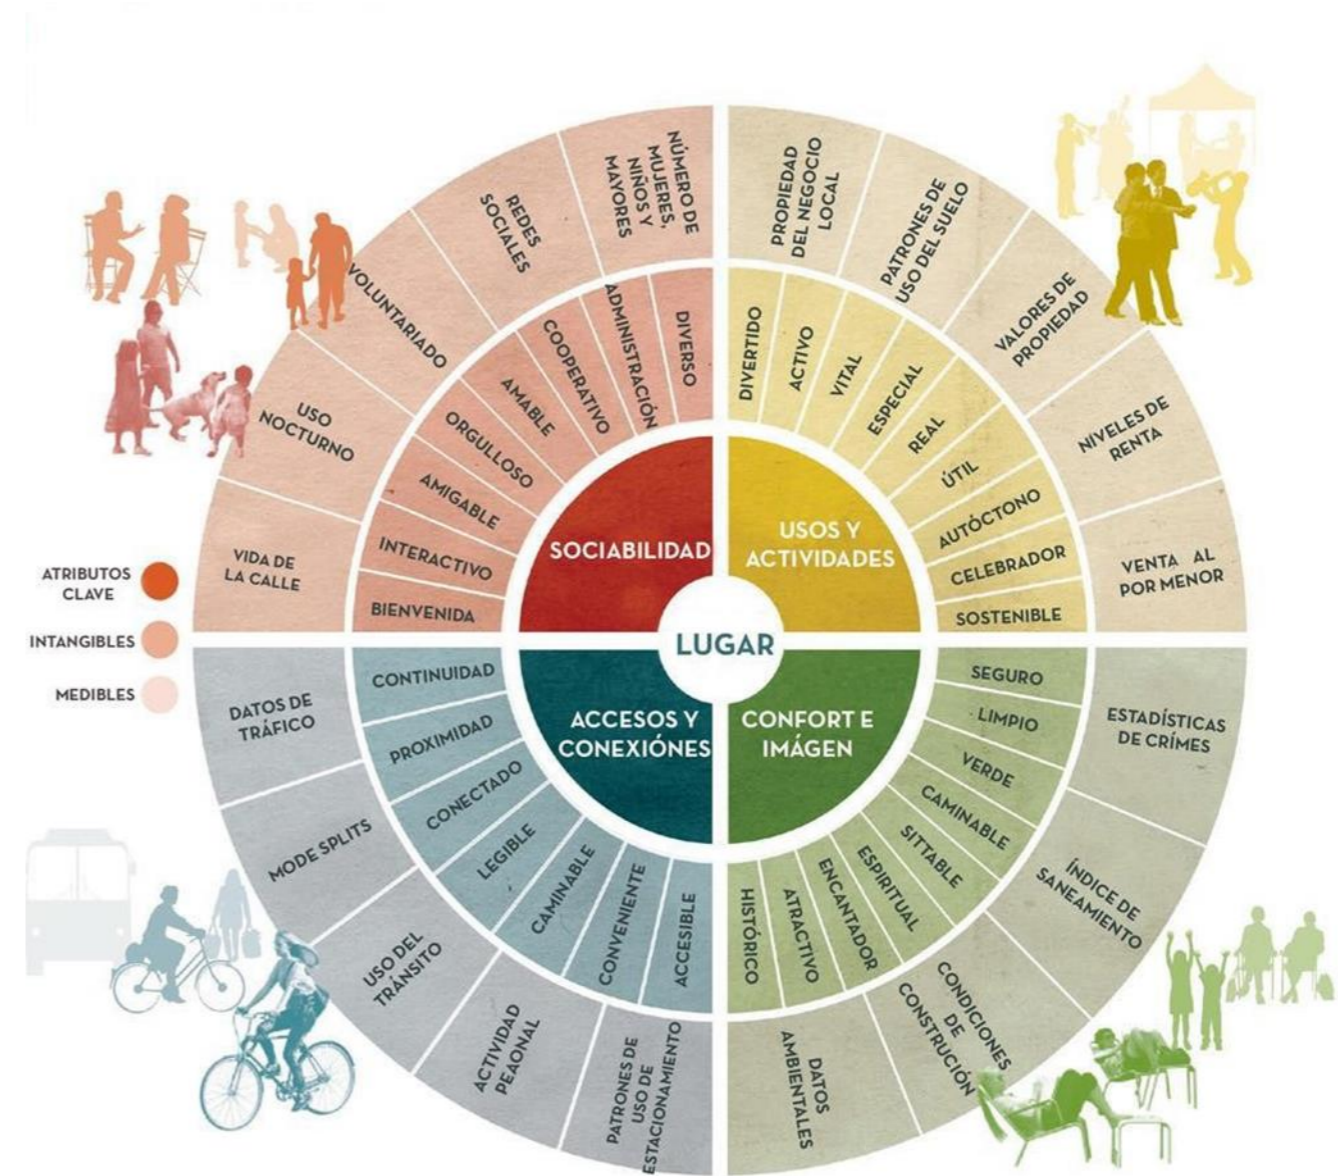 NÚMERO DE
MUJERES,
NIÑOS Y
MAYORES
REDES
SOCIALES
VOLUNTARIADO
USO
NOCTURNO
VIDA DE
LA CALLE
DIVERSO
ADMINISTRACIÓN
COOPERATIVO
AMABLE
ORGULLOSO
AMIGABLE
INTERACTIVO
BIENVENIDA
SOCIABILIDAD
PROPIEDAD
DEL NEGOCIO
LOCAL
PATRONES DE
USO DEL SUELO
VALORES DE
PROPIEDAD
NIVELES DE
RENTA
VENTA AL
POR MENOR
DIVERTIDO
ACTIVO
VITAL
ESPECIAL
REAL
ÚTIL
AUTÓCTONO
CELEBRADOR
SOSTENIBLE
USOS Y
ACTIVIDADES
LUGAR
ATRIBUTOS
CLAVE
INTANGIBLES
MEDIBLES
ACCESOS Y
CONEXIÓNES
CONTINUIDAD
PROXIMIDAD
CONECTADO
LEGIBLE
CAMINABLE
CONVENIENTE
ACCESIBLE
DATOS DE
TRÁFICO
MODE SPLITS
USO DEL
TRÁNSITO
ACTIVIDAD
PEAONAL
PATRONES DE
USO DE
ESTACIONAMIENTO
CONFORT E
IMÁGEN
SEGURO
LIMPIO
VERDE
CAMINABLE
SITTABLE
ESPIRITUAL
ENCANTADOR
ATRACTIVO
HISTÓRICO
ESTADÍSTICAS
DE CRÍMES
ÍNDICE DE
SANEAMIENTO
CONDICIONES
DE
CONSTRUCIÓN
DATOS
AMBIENTALES